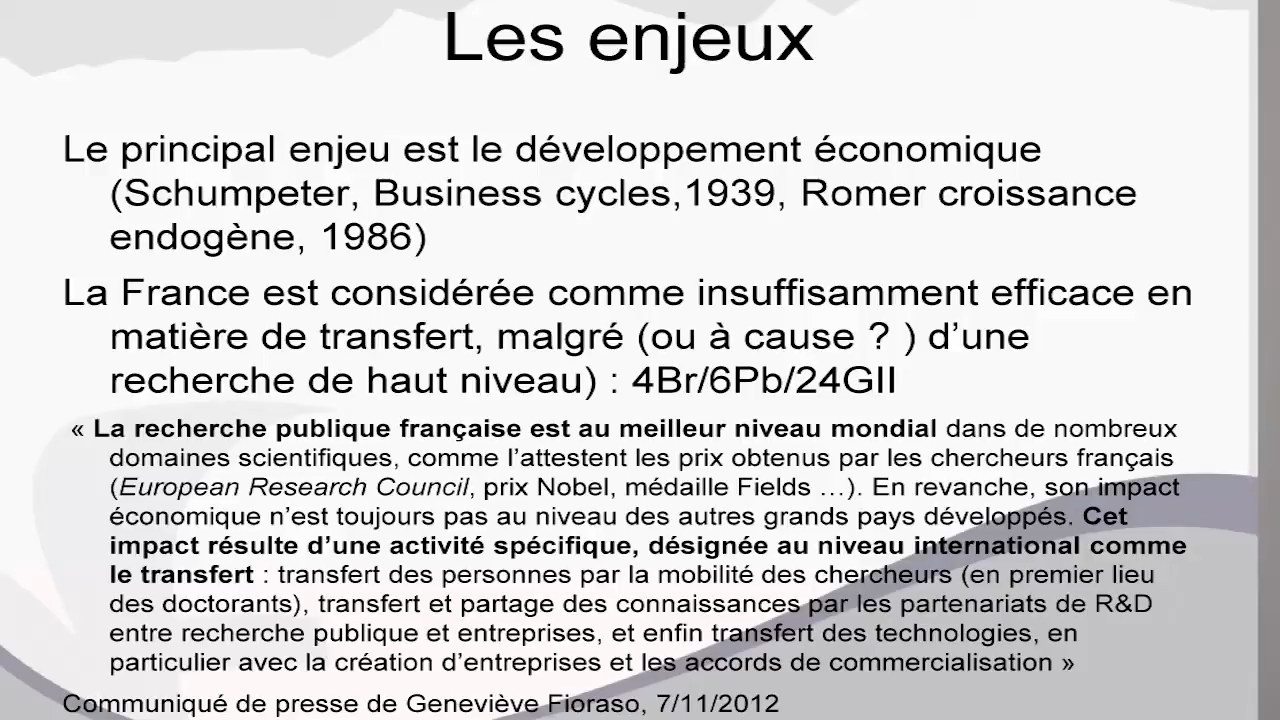 Les enjeux
Le principal enjeu est le développement économique
(Schumpeter, Business cycles,1939, Romer croissance
endogène, 1986)
La France est considérée comme insuffisamment efficace en
matière de transfert, malgré (ou à cause ? ) d’une
recherche de haut niveau) : 4Br/6Pb/24GII
« La recherche publique française est au meilleur niveau mondial dans de nombreux
domaines scientifiques, comme l’attestent les prix obtenus par les chercheurs français
(European Research Council, prix Nobel, médaille Fields …). En revanche, son impact
économique n’est toujours pas au niveau des autres grands pays développés. Cet
impact résulte d’une activité spécifique, désignée au niveau international comme
le transfert : transfert des personnes par la mobilité des chercheurs (en premier lieu
des doctorants), transfert et partage des connaissances par les partenariats de R&D
entre recherche publique et entreprises, et enfin transfert des technologies, en
particulier avec la création d’entreprises et les accords de commercialisation »
Communiqué de presse de Geneviève Fioraso, 7/11/2012